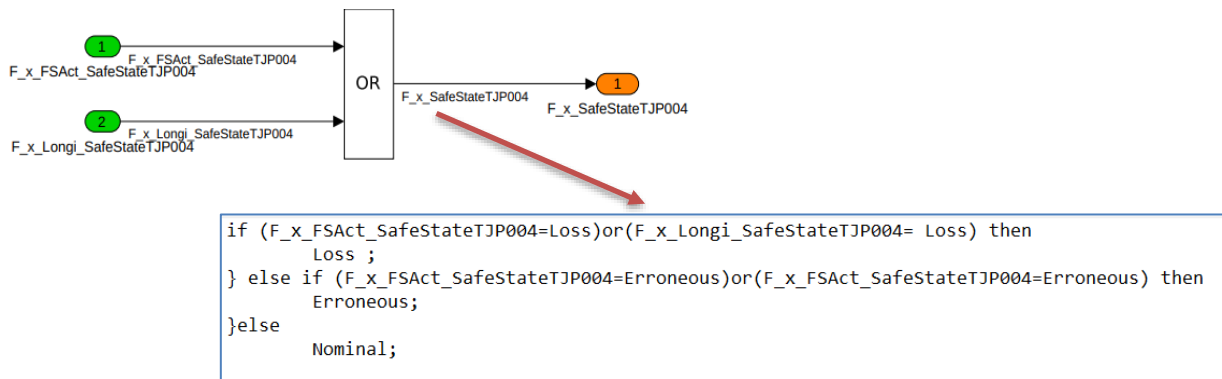 1
F_x_FSAct_SafeStateTJP004
F_x_FSAct_SafeStateTJP004
OR
F_x_SafeStateTJP004
1
F_x_SafeStateTJP004
2
F_x_Longi_SafeStateTJP004
F_x_Longi_SafeStateTJP004
if (F_x_FSAct_SafeStateTJP004=Loss)or(F_x_Longi_SafeStateTJP004= Loss) then
Loss ;
} else if (F_x_FSAct_SafeStateTJP004=Erroneous)or(F_x_FSAct_SafeStateTJP004=Erroneous) then
Erroneous;
}else
Nominal;